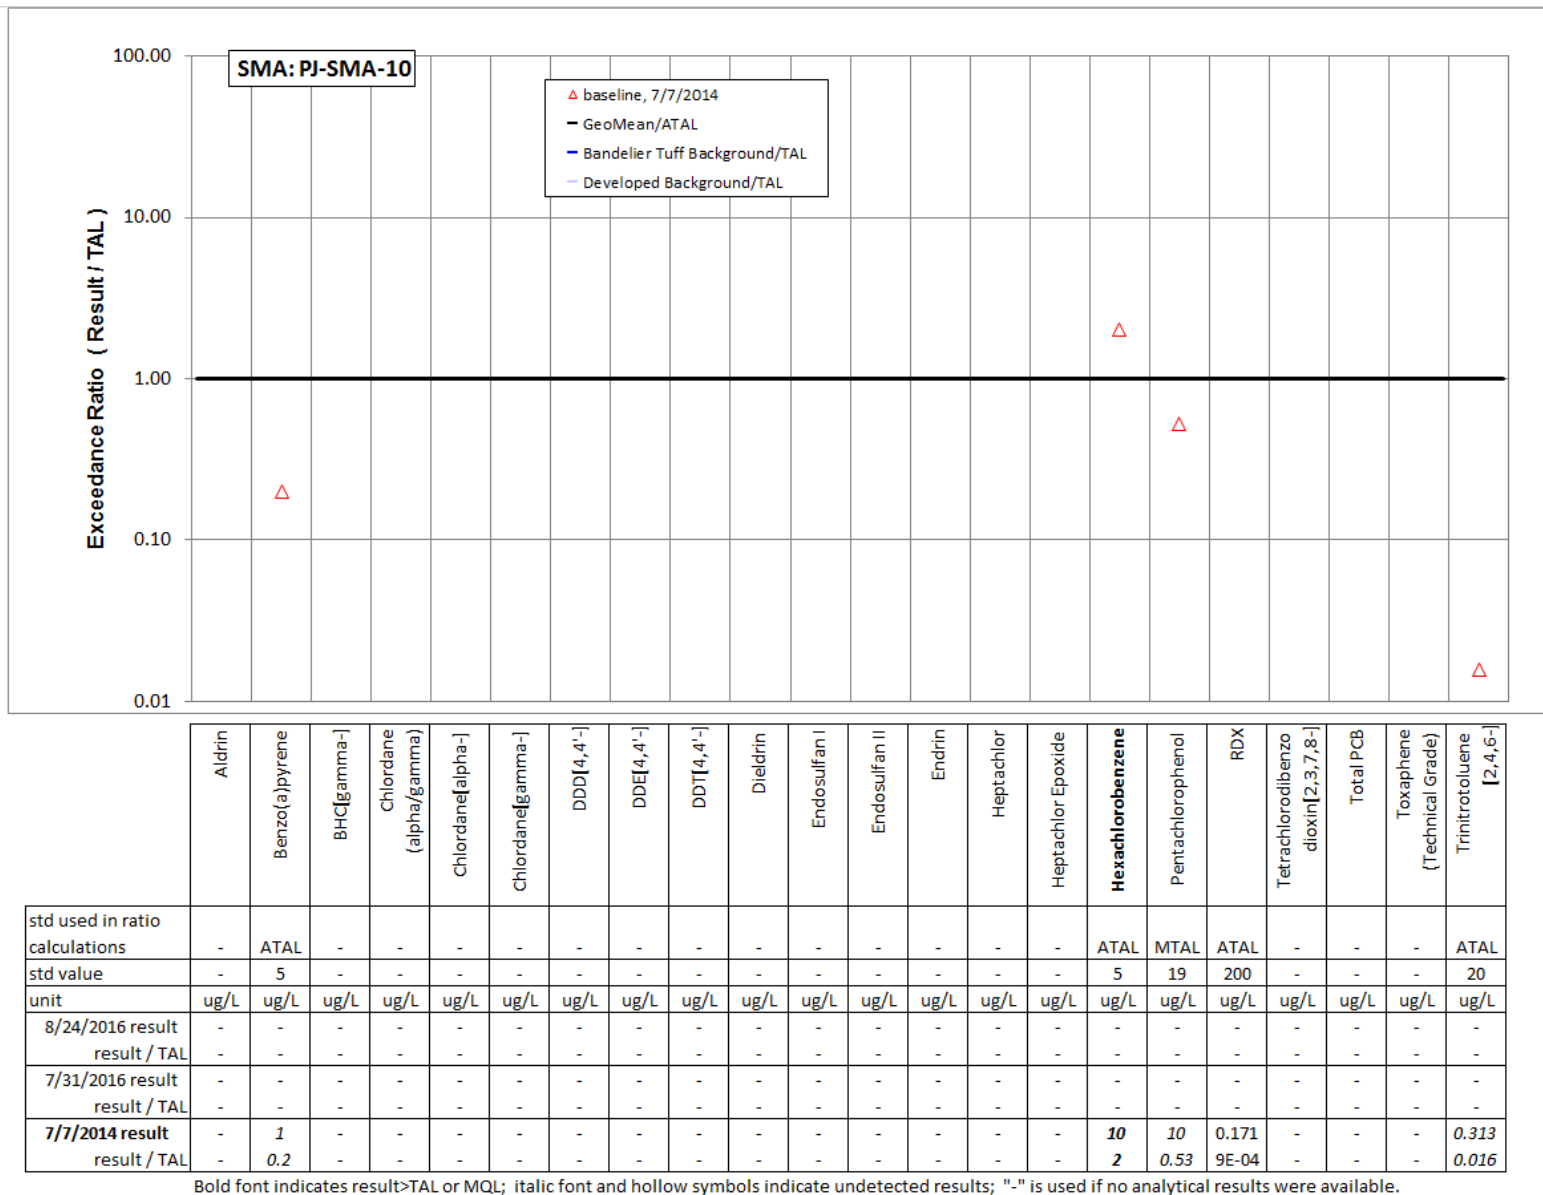 SMA: PJ-SMA-10
baseline, 7/7/2014
GeoMean/ATAL
Bandelier Tuff Background/TAL
Developed Background/TAL
Exceedance Ratio ( Result / TAL )
100.00
10.00
1.00
0.10
0.01
Aldrin
Benzo(a)pyrene
BHC[gamma-]
Chlordane
(alpha/gamma)
Chlordane[alpha-]
Chlordane[gamma-]
DDD[4,4'-]
DDE[4,4'-]
DDT[4,4'-]
Dieldrin
Endosulfan I
Endosulfan II
Endrin
Heptachlor
Heptachlor Epoxide
Hexachlorobenzene
Pentachlorophenol
RDX
Tetrachlorodibenzo
dioxin[2,3,7,8-]
Total PCB
Toxaphene
(Technical Grade)
Trinitrotoluene
[2,4,6-]
std used in ratio
calculations - ATAL - - - - - - - - - - - - - ATAL MTAL ATAL - - - ATAL
std value - 5 - - - - - - - - - - - - - 5 19 200 - - - 20
unit ug/L ug/L ug/L ug/L ug/L ug/L ug/L ug/L ug/L ug/L ug/L ug/L ug/L ug/L ug/L ug/L ug/L ug/L ug/L ug/L ug/L ug/L
8/24/2016 result - - - - - - - - - - - - - - - - - - - - - -
result / TAL - - - - - - - - - - - - - - - - - - - - - -
7/31/2016 result - - - - - - - - - - - - - - - - - - - - - -
result / TAL - - - - - - - - - - - - - - - - - - - - - -
7/7/2014 result - 1 - - - - - - - - - - - - - 10 10 0.171 - - - 0.313
result / TAL - 0.2 - - - - - - - - - - - - - 2 0.53 9E-04 - - - 0.016
Bold font indicates result>TAL or MQL; italic font and hollow symbols indicate undetected results; "-" is used if no analytical results were available.